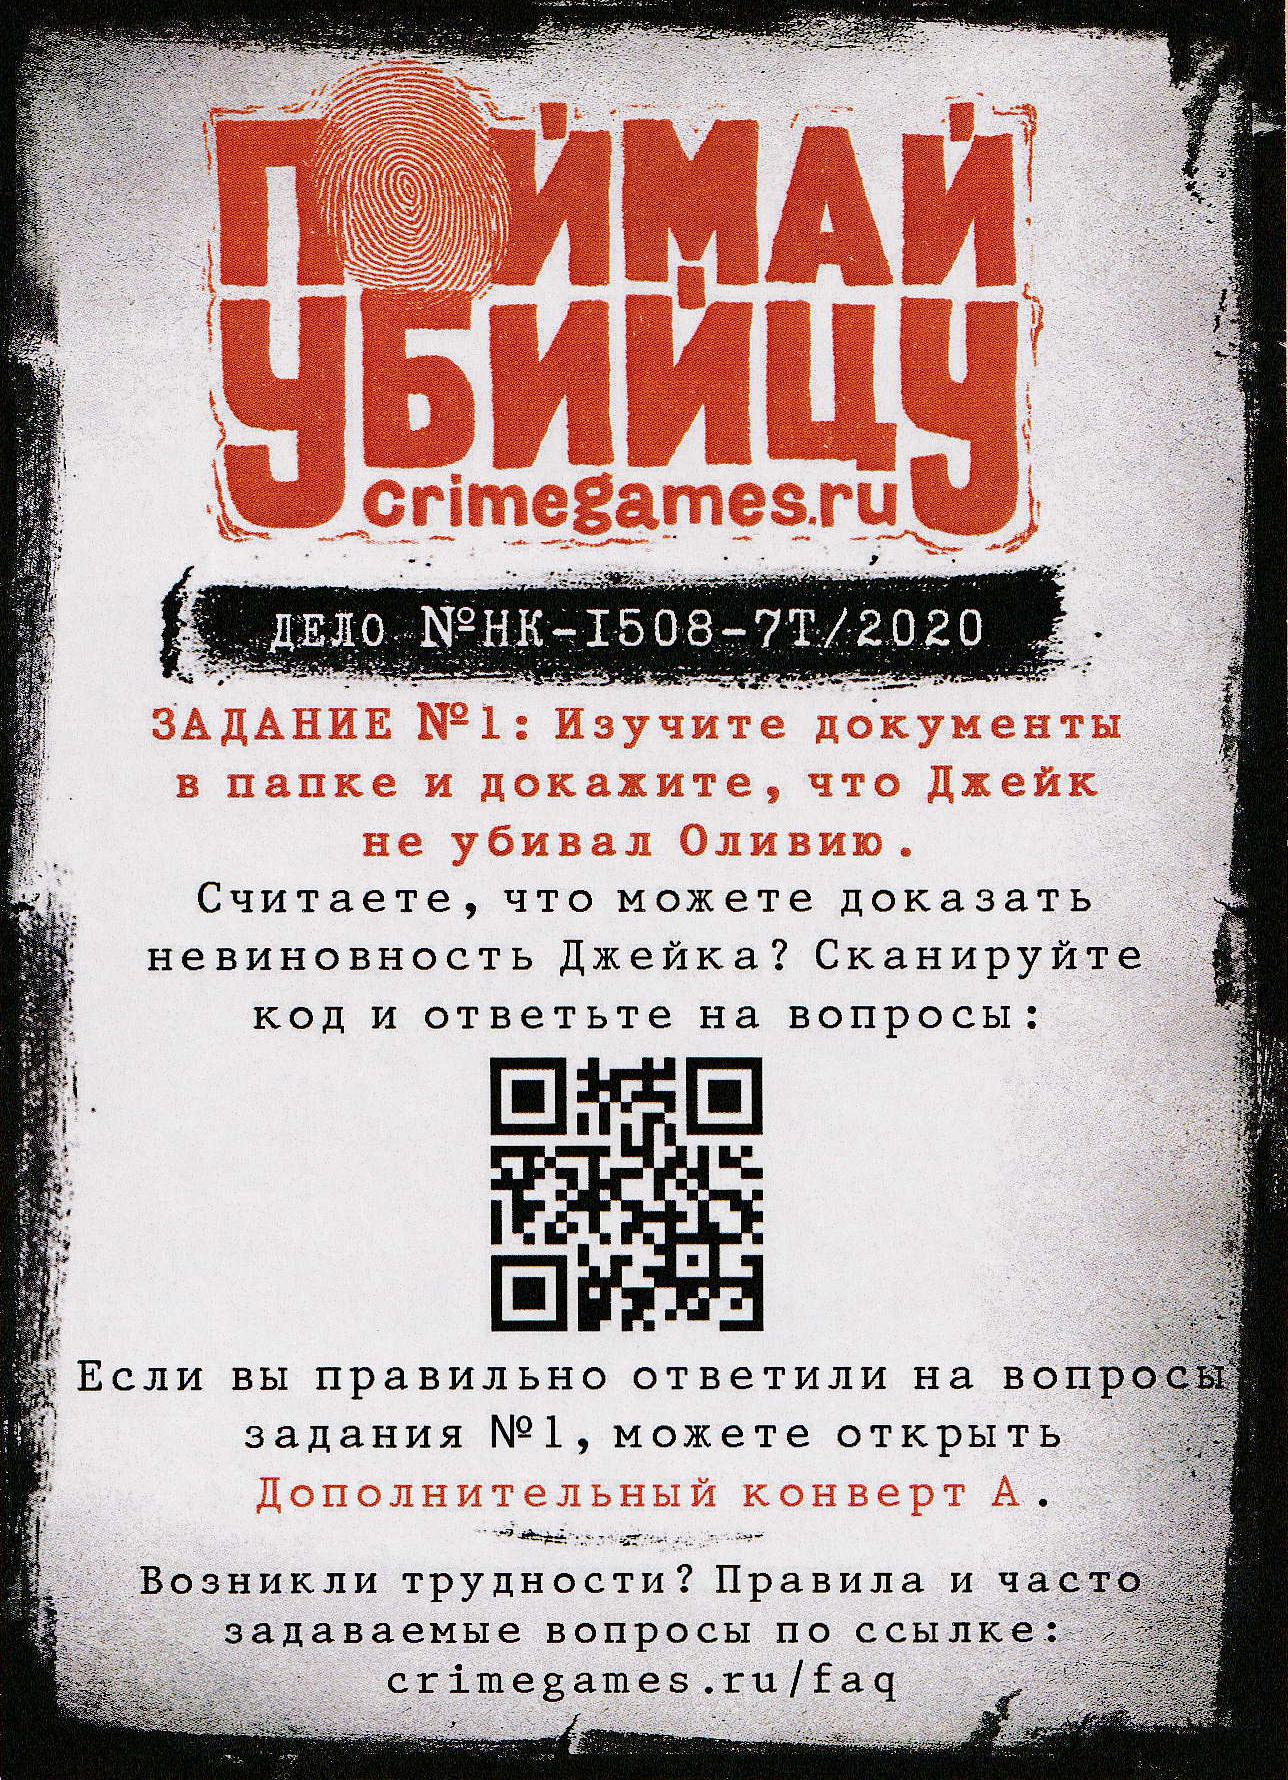 ПОЙМАЙ
УБИЙЦУ
crimegames.ru
ДЕЛО №НК-1508-7Т/2020
ЗАДАНИЕ №1: Изучите документы
в папке и докажите, что Джейк
не убивал Оливию.
Считаете, что можете доказать
невиновность Джейка? Сканируйте
код и ответьте на вопросы:
Если вы правильно ответили на вопросы
задания №1, можете открыть
Дополнительный конверт А.
Возникли трудности? Правила и часто
задаваемые вопросы по ссылке:
crimegames.ru/faq